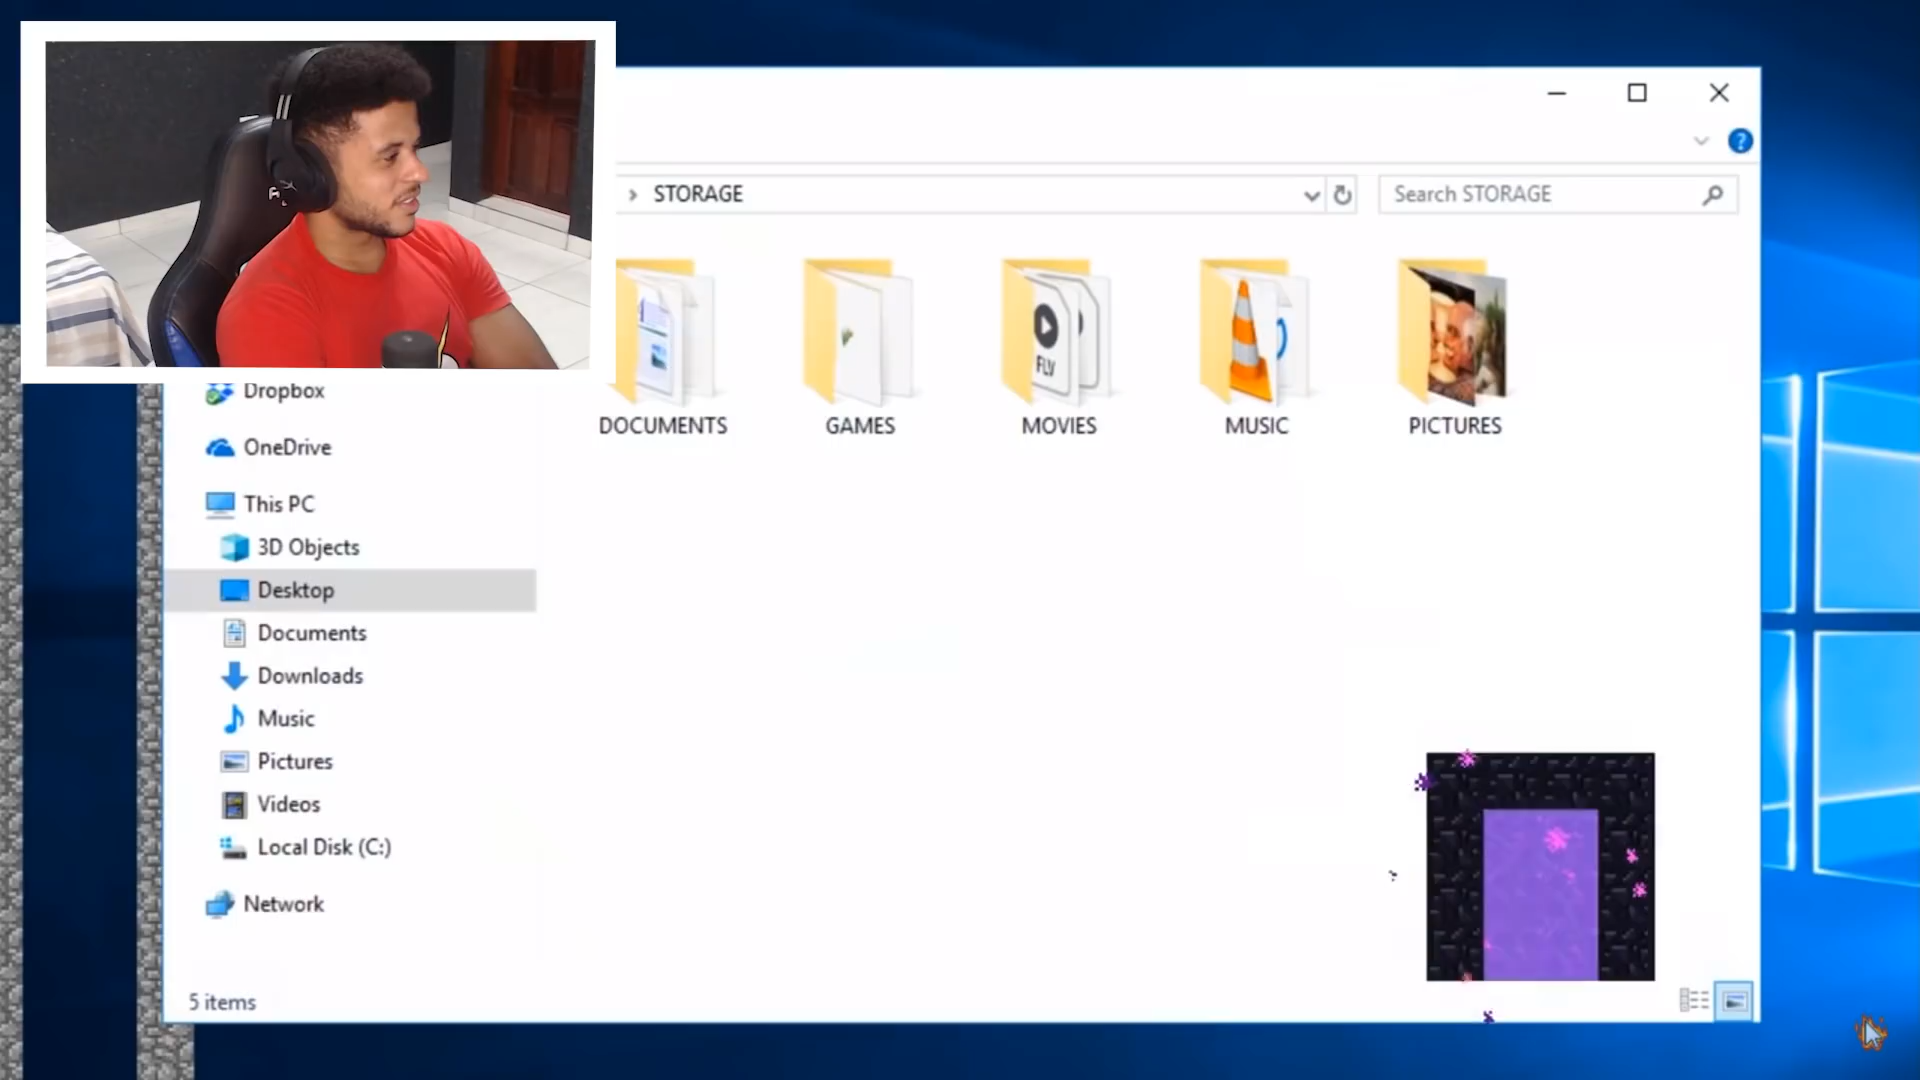 STORAGE
Search STORAGE
?
FLV
DOCUMENTS
GAMES
MOVIES
MUSIC
PICTURES
Dropbox
OneDrive
This PC
3D Objects
Desktop
Documents
Downloads
Music
Pictures
Videos
Local Disk (C:)
Network
5 items